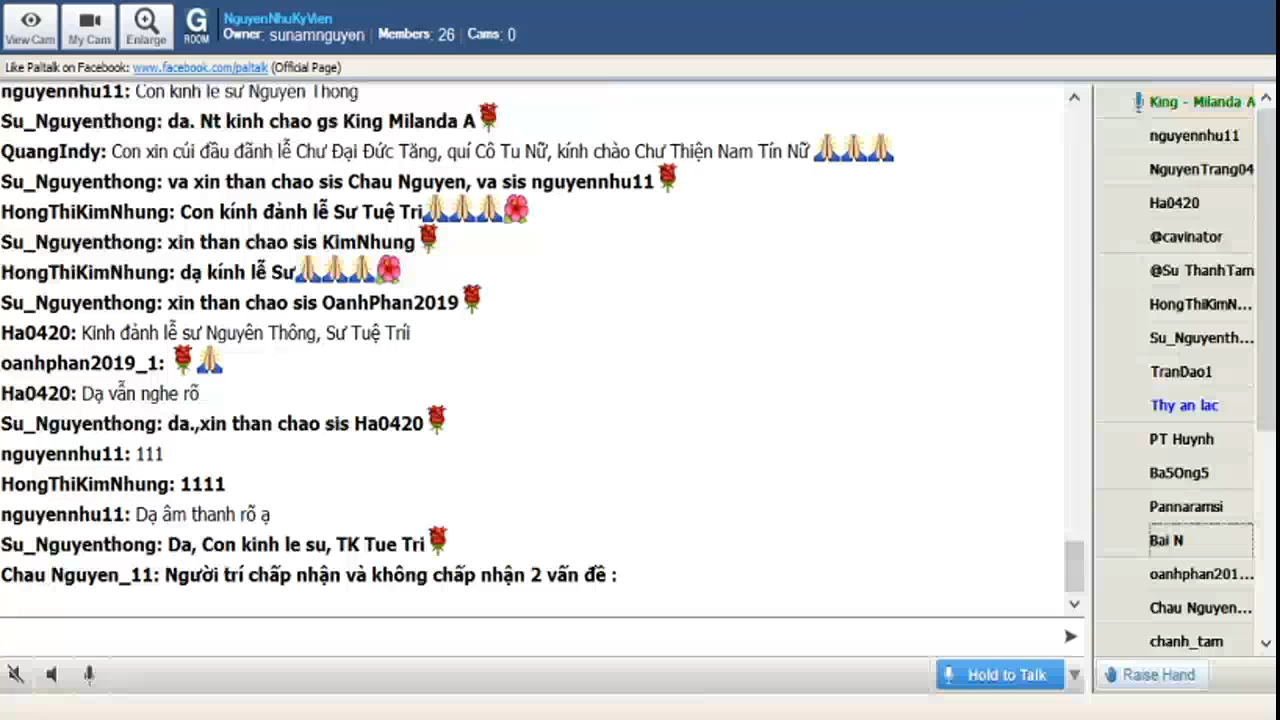 View Cam
My Cam
Enlarge
G
ROOM
NguyenNhuKyVien
Owner: sunamnguyen | Members: 26 | Cams: 0
Like Paltalk on Facebook: www.facebook.com/paltalk (Official Page)
nguyennhu11: Con kinh le sư Nguyen Thong
Su_Nguyenthong: da. Nt kinh chao gs King Milanda A
QuangIndy: Con xin cúi đầu đãnh lễ Chư Đại Đức Tăng, quí Cô Tu Nữ, kính chào Chư Thiện Nam Tín Nữ
Su_Nguyenthong: va xin than chao sis Chau Nguyen, va sis nguyennhu11
HongThiKimNhung: Con kính đảnh lễ Sư Tuệ Tri
Su_Nguyenthong: xin than chao sis KimNhung
HongThiKimNhung: dạ kính lễ Sư
Su_Nguyenthong: xin than chao sis OanhPhan2019
Ha0420: Kinh đảnh lễ sư Nguyên Thông, Sư Tuệ Tríi
oanhphan2019_1:
Ha0420: Dạ vẫn nghe rõ
Su_Nguyenthong: da.,xin than chao sis Ha0420
nguyennhu11: 111
HongThiKimNhung: 1111
nguyennhu11: Dạ âm thanh rõ ạ
Su_Nguyenthong: Da, Con kinh le su, TK Tue Tri
Chau Nguyen_11: Người trí chấp nhận và không chấp nhận 2 vấn đề :
King - Milanda A
nguyennhu11
NguyenTrang04
Ha0420
@cavinator
@Su ThanhTam
HongThiKimN...
Su_Nguyenth...
TranDao1
Thy an lac
PT Huynh
Ba5Ong5
Pannaramsi
Bai N
oanhphan201...
Chau Nguyen...
chanh_tam
Hold to Talk
Raise Hand